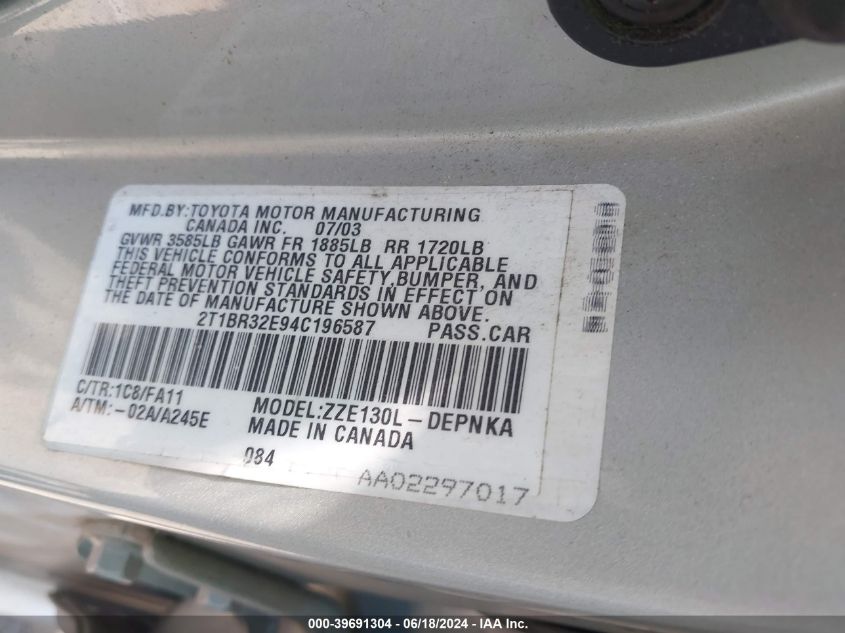 MFD.BY:TOYOTA MOTOR MANUFACTURING
CANADA INC. 07/03
GVWR 3585LB GAWR FR 1885LB RR 1720LB
THIS VEHICLE CONFORMS TO ALL APPLICABLE
FEDERAL MOTOR VEHICLE SAFETY,BUMPER, AND
THEFT PREVENTION STANDARDS IN EFFECT ON
THE DATE OF MANUFACTURE SHOWN ABOVE.
2T1BR32E94C196587 PASS.CAR
C/TR:1C8/FA11
A/TM:-02A/A245E
MODEL:ZZE130L-DEPNKA
MADE IN CANADA
084
AA02297017
000-39691304 / 06/18/2024 - IAA Inc.